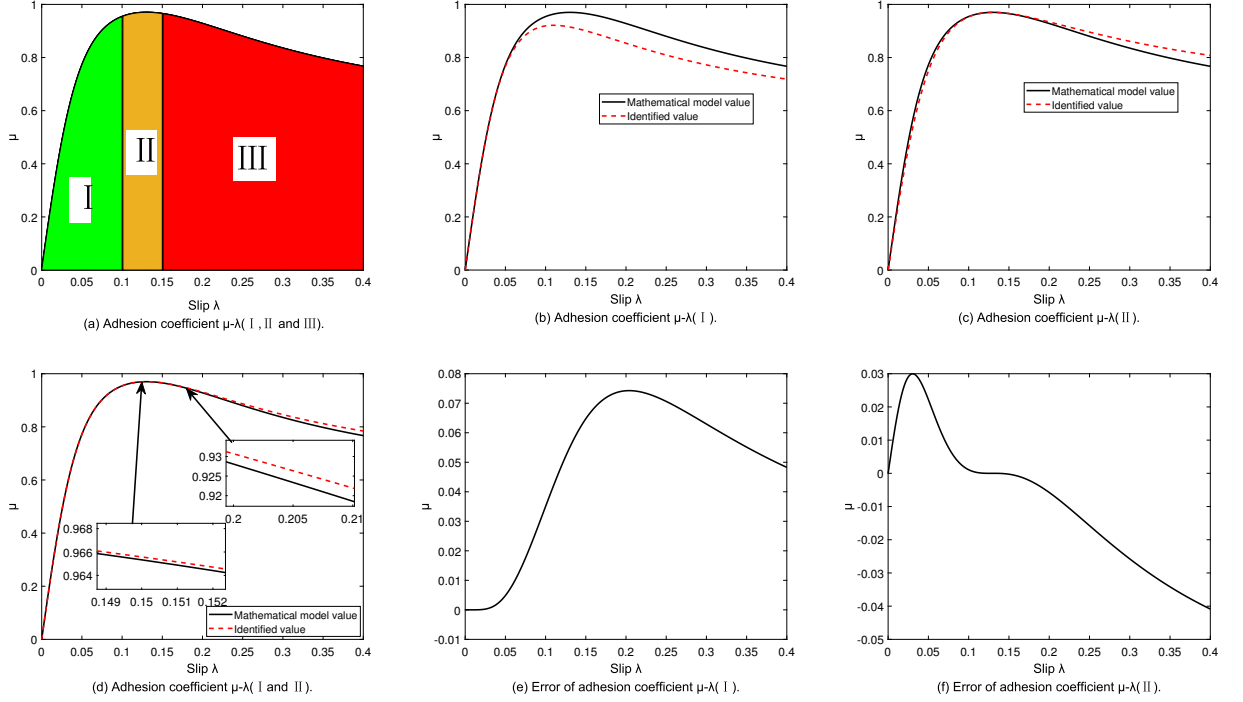 1
0.8
0.6
0.4
0.2
0
μ
I
II
III
0 0.05 0.1 0.15 0.2 0.25 0.3 0.35 0.4
Slip λ
(a) Adhesion coefficient μ-λ(Ⅰ,Ⅱ and Ⅲ).
1
0.8
0.6
0.4
0.2
0
μ
Mathematical model value
Identified value
0 0.05 0.1 0.15 0.2 0.25 0.3 0.35 0.4
Slip λ
(b) Adhesion coefficient μ-λ(Ⅰ).
1
0.8
0.6
0.4
0.2
0
μ
Mathematical model value
Identified value
0 0.05 0.1 0.15 0.2 0.25 0.3 0.35 0.4
Slip λ
(c) Adhesion coefficient μ-λ(Ⅱ).
1
0.8
0.6
0.4
0.2
0
μ
0.93
0.925
0.92
0.2 0.205 0.21
0.968
0.966
0.964
0.149 0.15 0.151 0.152
Mathematical model value
Identified value
0 0.05 0.1 0.15 0.2 0.25 0.3 0.35 0.4
Slip λ
(d) Adhesion coefficient μ-λ(Ⅰ and Ⅱ).
0.08
0.07
0.06
0.05
0.04
0.03
0.02
0.01
0
-0.01
μ
0 0.05 0.1 0.15 0.2 0.25 0.3 0.35 0.4
Slip λ
(e) Error of adhesion coefficient μ-λ(Ⅰ).
0.03
0.02
0.01
0
-0.01
-0.02
-0.03
-0.04
-0.05
μ
0 0.05 0.1 0.15 0.2 0.25 0.3 0.35 0.4
Slip λ
(f) Error of adhesion coefficient μ-λ(Ⅱ).